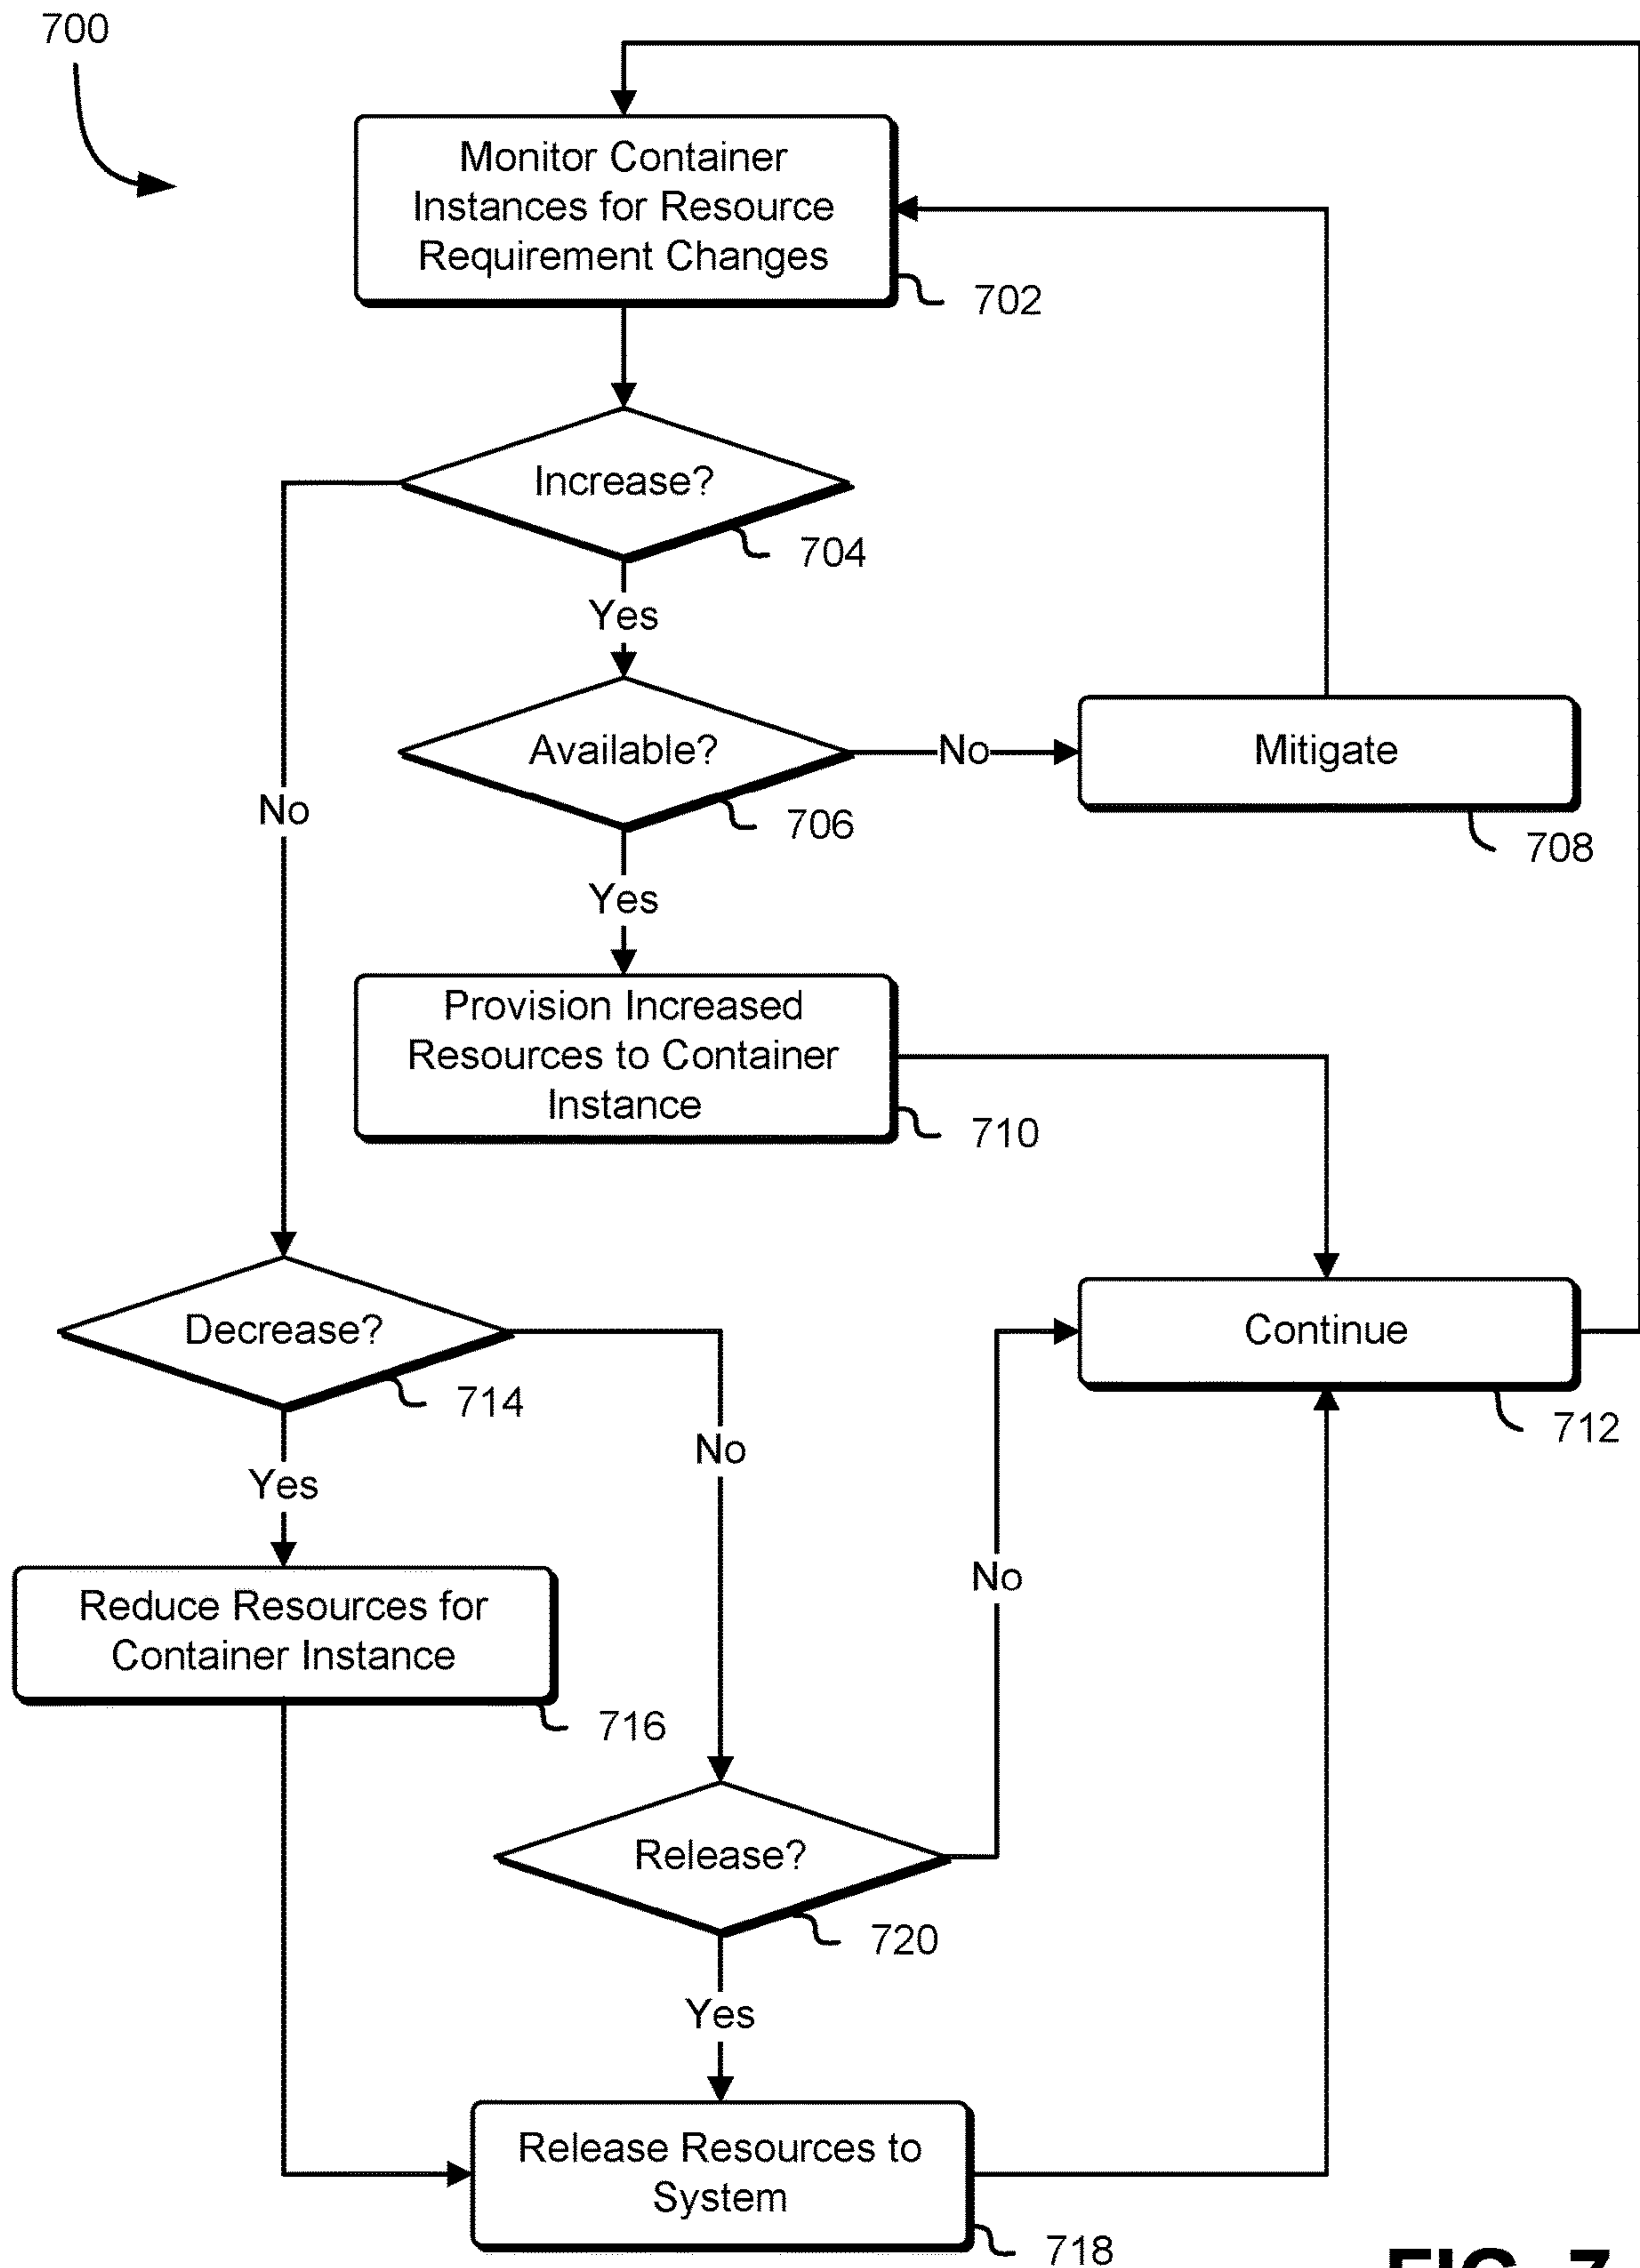 700
Monitor Container
Instances for Resource
Requirement Changes
702
Increase?
704
Yes
Available?
No
Mitigate
706
708
No
Yes
Provision Increased
Resources to Container
Instance
710
Decrease?
Continue
714
712
No
Yes
No
Reduce Resources for
Container Instance
716
Release?
720
Yes
Release Resources to
System
718
FIG. 7